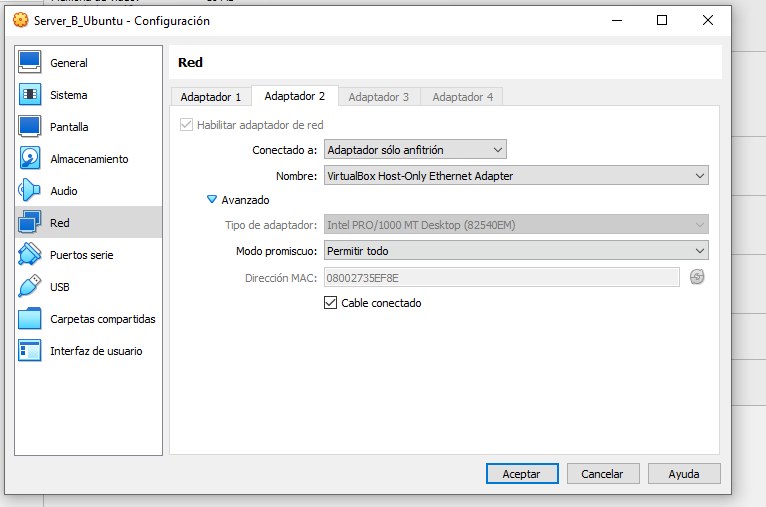 Server_B_Ubuntu - Configuración
General
Sistema
Pantalla
Almacenamiento
Audio
Red
Puertos serie
USB
Carpetas compartidas
Interfaz de usuario
Red
Adaptador 1 Adaptador 2 Adaptador 3 Adaptador 4
Habilitar adaptador de red
Conectado a: Adaptador sólo anfitrión
Nombre: VirtualBox Host-Only Ethernet Adapter
Avanzado
Tipo de adaptador: Intel PRO/1000 MT Desktop (82540EM)
Modo promiscuo: Permitir todo
Dirección MAC: 08002735EF8E
Cable conectado
Aceptar Cancelar Ayuda